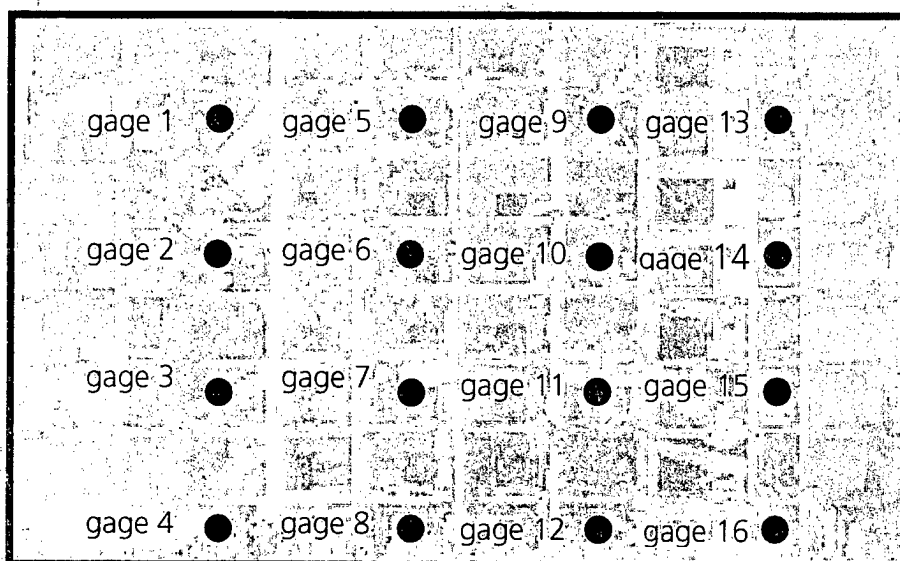 gage 1 gage 5 gage 9 gage 13
gage 2 gage 6 gage 10 gage 14
gage 3 gage 7 gage 11 gage 15
gage 4 gage 8 gage 12 gage 16